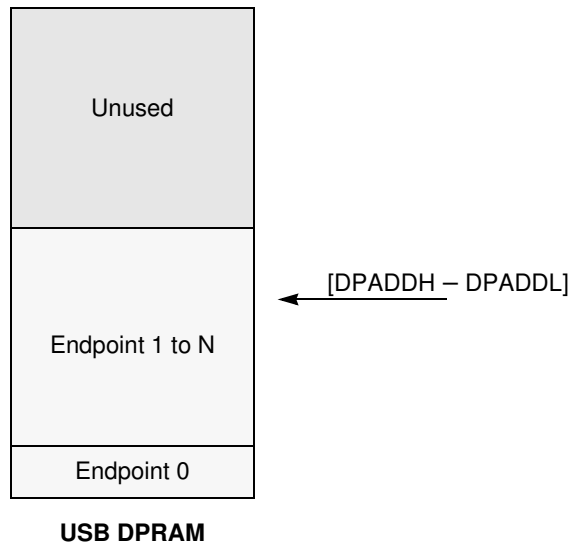 Unused
[DPADDH – DPADDL]
Endpoint 1 to N
Endpoint 0
USB DPRAM